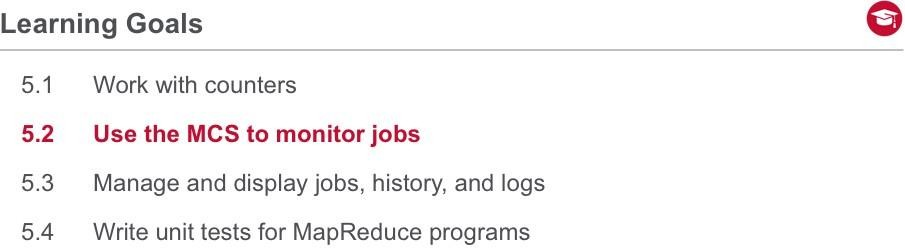 Learning Goals
5.1 Work with counters
5.2 Use the MCS to monitor jobs
5.3 Manage and display jobs, history, and logs
5.4 Write unit tests for MapReduce programs